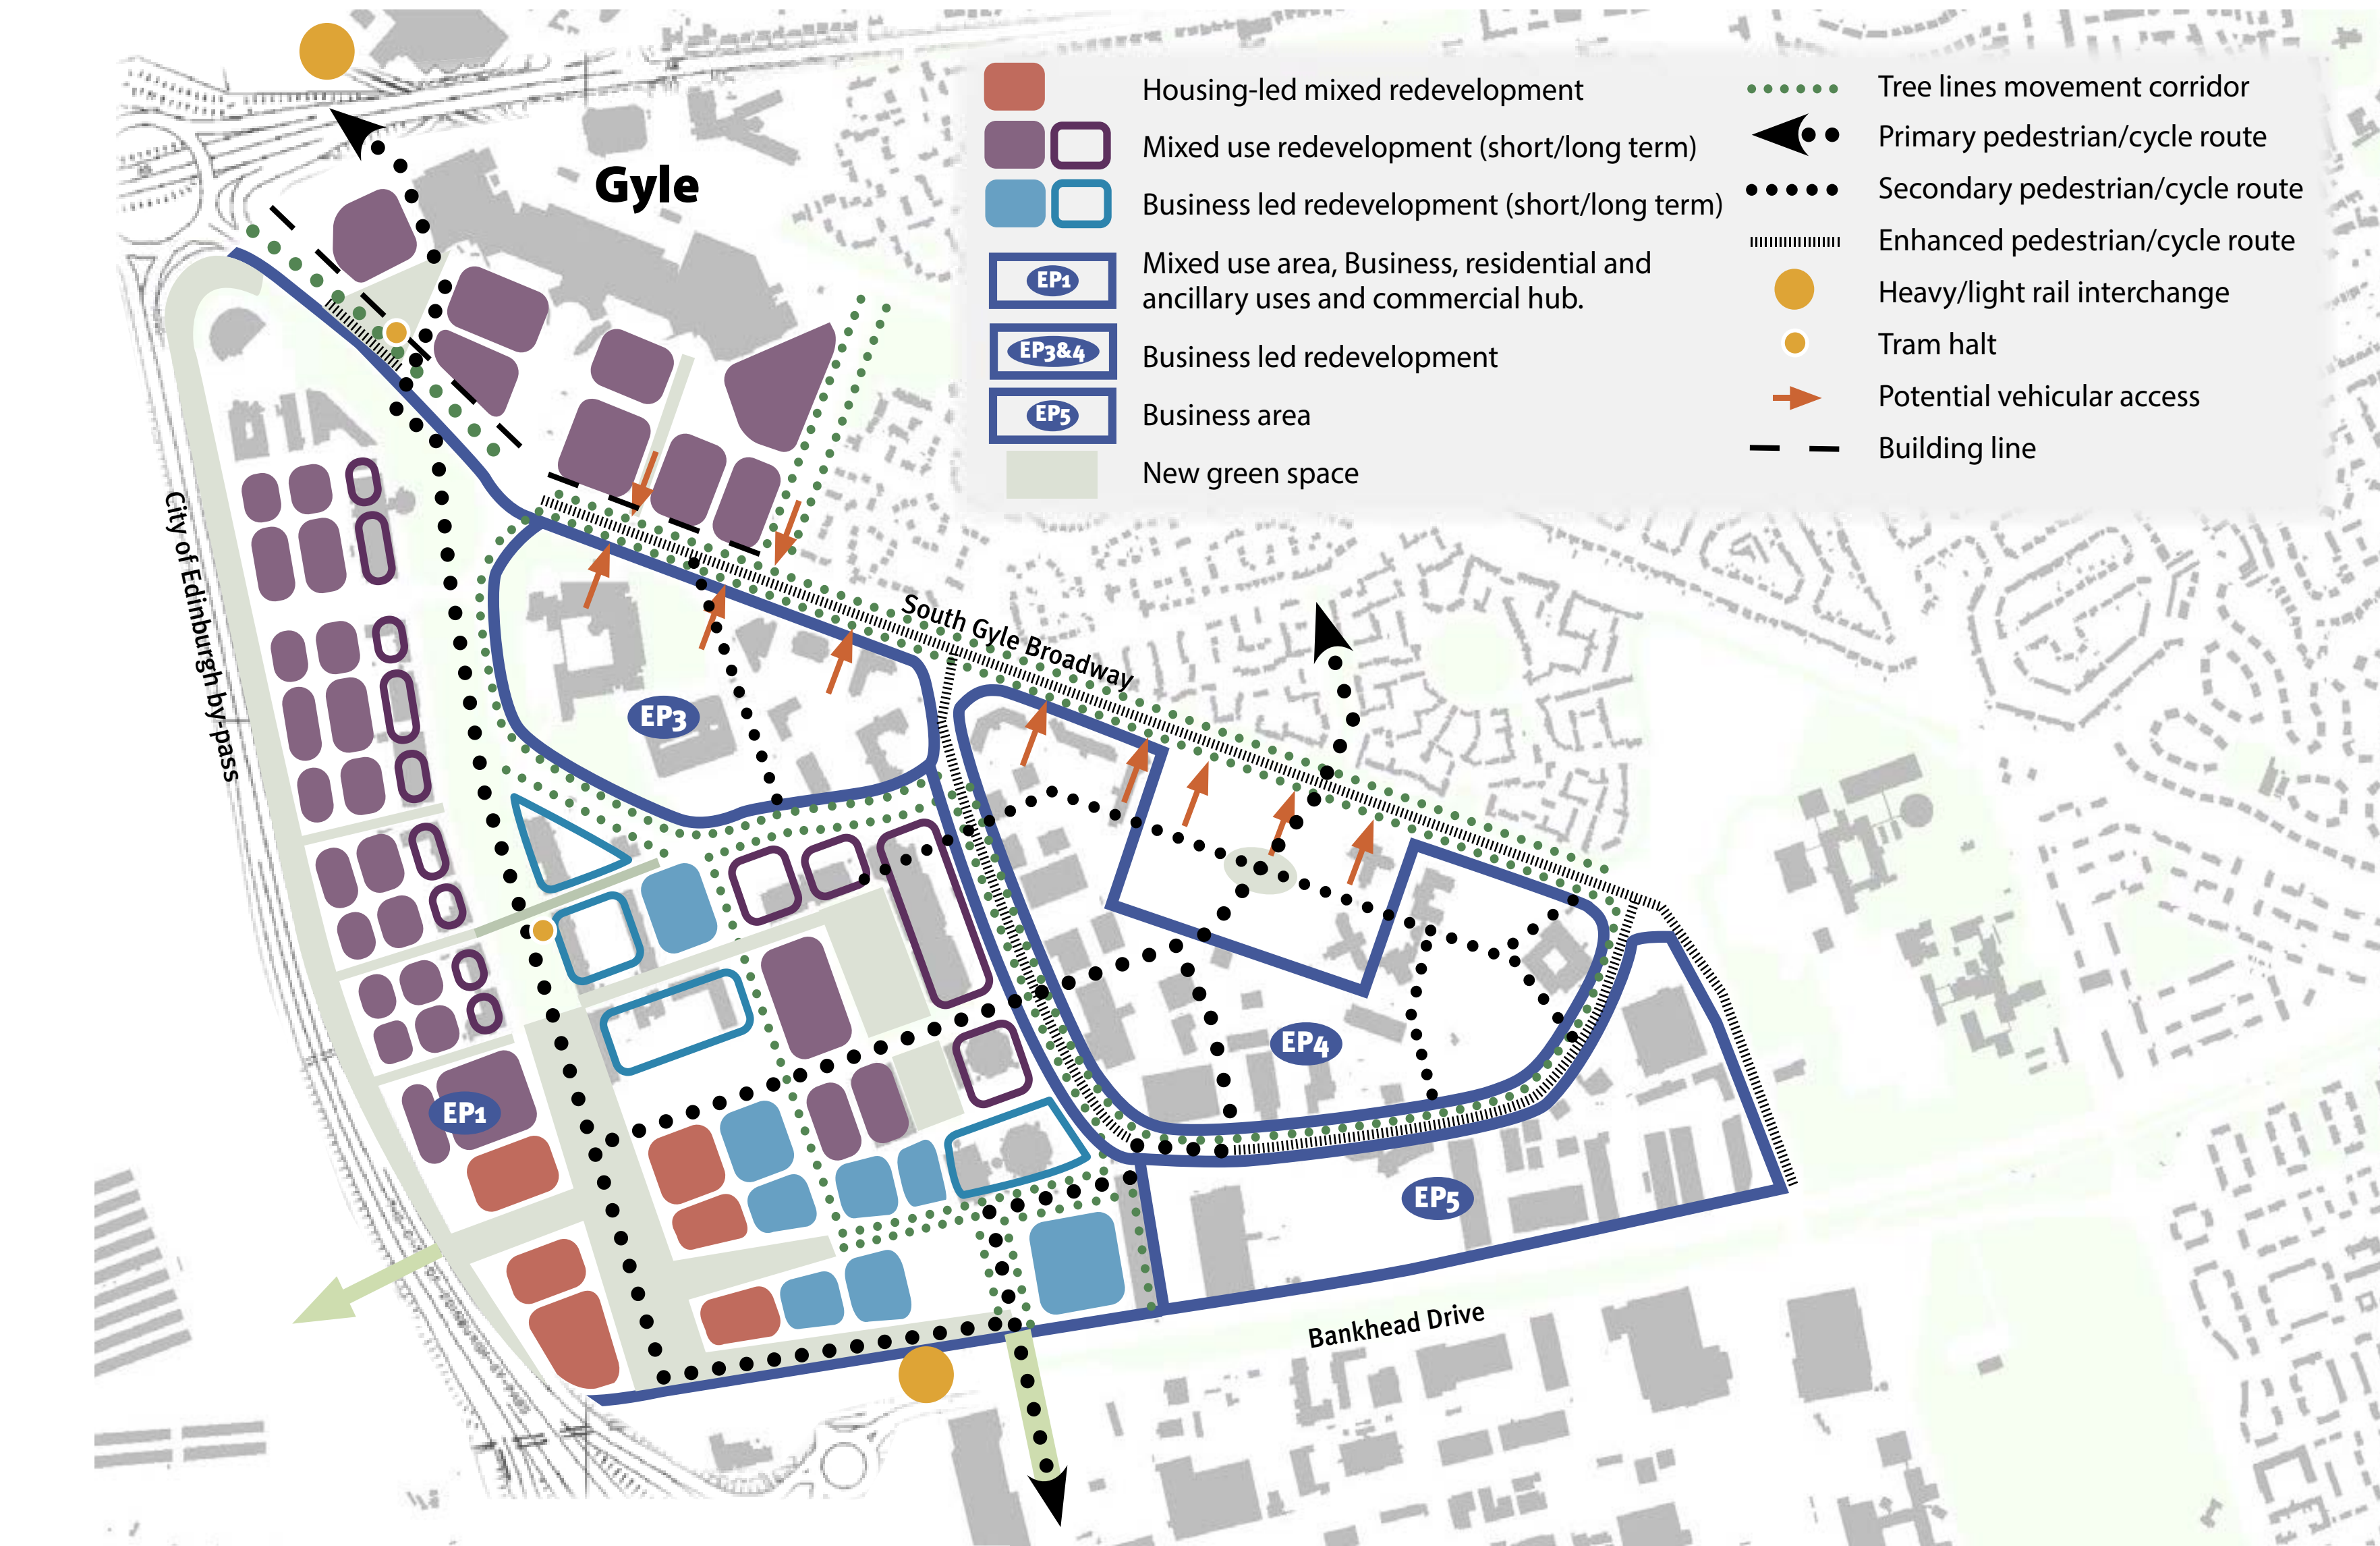 Gyle
Housing-led mixed redevelopment
Mixed use redevelopment (short/long term)
Business led redevelopment (short/long term)
EP1
Mixed use area, Business, residential and
ancillary uses and commercial hub.
EP3&4
Business led redevelopment
EP5
Business area
New green space
Tree lines movement corridor
Primary pedestrian/cycle route
Secondary pedestrian/cycle route
Enhanced pedestrian/cycle route
Heavy/light rail interchange
Tram halt
Potential vehicular access
Building line
City of Edinburgh by-pass
South Gyle Broadway
EP3
EP4
EP1
EP5
Bankhead Drive